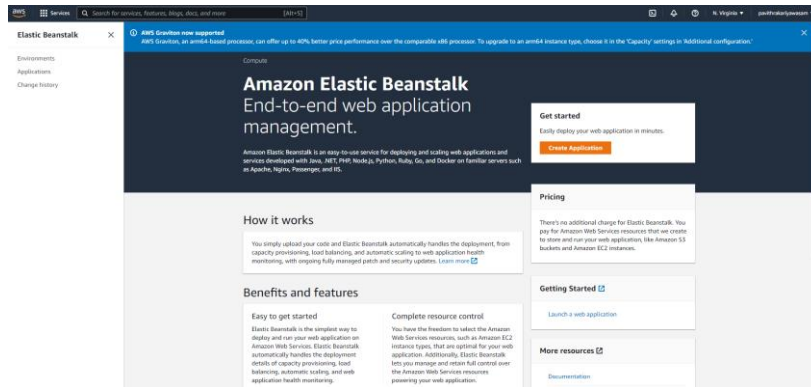 aws
Services
Search for services, features, blogs, docs, and more
[Alt+S]
N. Virginia
Elastic Beanstalk
Environments
Applications
Change history
AWS Graviton now supported
AWS Graviton, an arm64-based processor, can offer up to 40% better price performance over the comparable x86 processor. To upgrade to an arm64 instance type, choose it in the 'Capacity' settings in 'Additional configuration.'
Compute
Amazon Elastic Beanstalk
End-to-end web application
management.
Amazon Elastic Beanstalk is an easy-to-use service for deploying and scaling web applications and
services developed with Java, .NET, PHP, Node.js, Python, Ruby, Go, and Docker on familiar servers such
as Apache, Nginx, Passenger, and IIS.
Get started
Easily deploy your web application in minutes.
Create Application
Pricing
There's no additional charge for Elastic Beanstalk. You
pay for Amazon Web Services resources that we create
to store and run your web application, like Amazon S3
buckets and Amazon EC2 instances.
How it works
You simply upload your code and Elastic Beanstalk automatically handles the deployment, from
capacity provisioning, load balancing, and automatic scaling to web application health
monitoring, with ongoing fully managed patch and security updates. Learn more
Getting Started
Launch a web application
Benefits and features
Easy to get started
Elastic Beanstalk is the simplest way to
deploy and run your web application on
Amazon Web Services. Elastic Beanstalk
automatically handles the deployment
details of capacity provisioning, load
balancing, automatic scaling, and web
application health monitoring.
Complete resource control
You have the freedom to select the Amazon
Web Services resources, such as Amazon EC2
instance types, that are optimal for your web
application. Additionally, Elastic Beanstalk
lets you manage and retain full control over
the Amazon Web Services resources
powering your web application.
More resources
Documentation